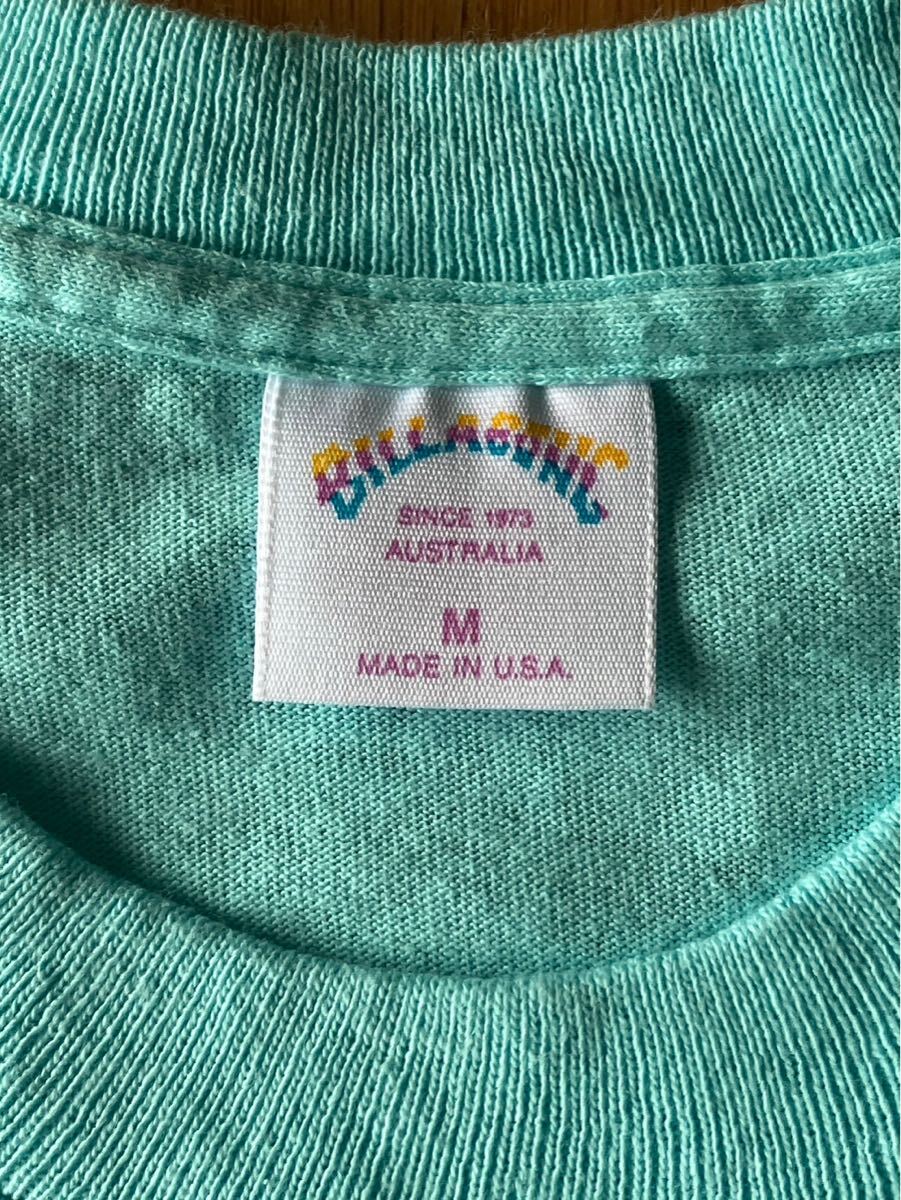 BILLABONG
SINCE 1973
AUSTRALIA
M
MADE IN U.S.A.